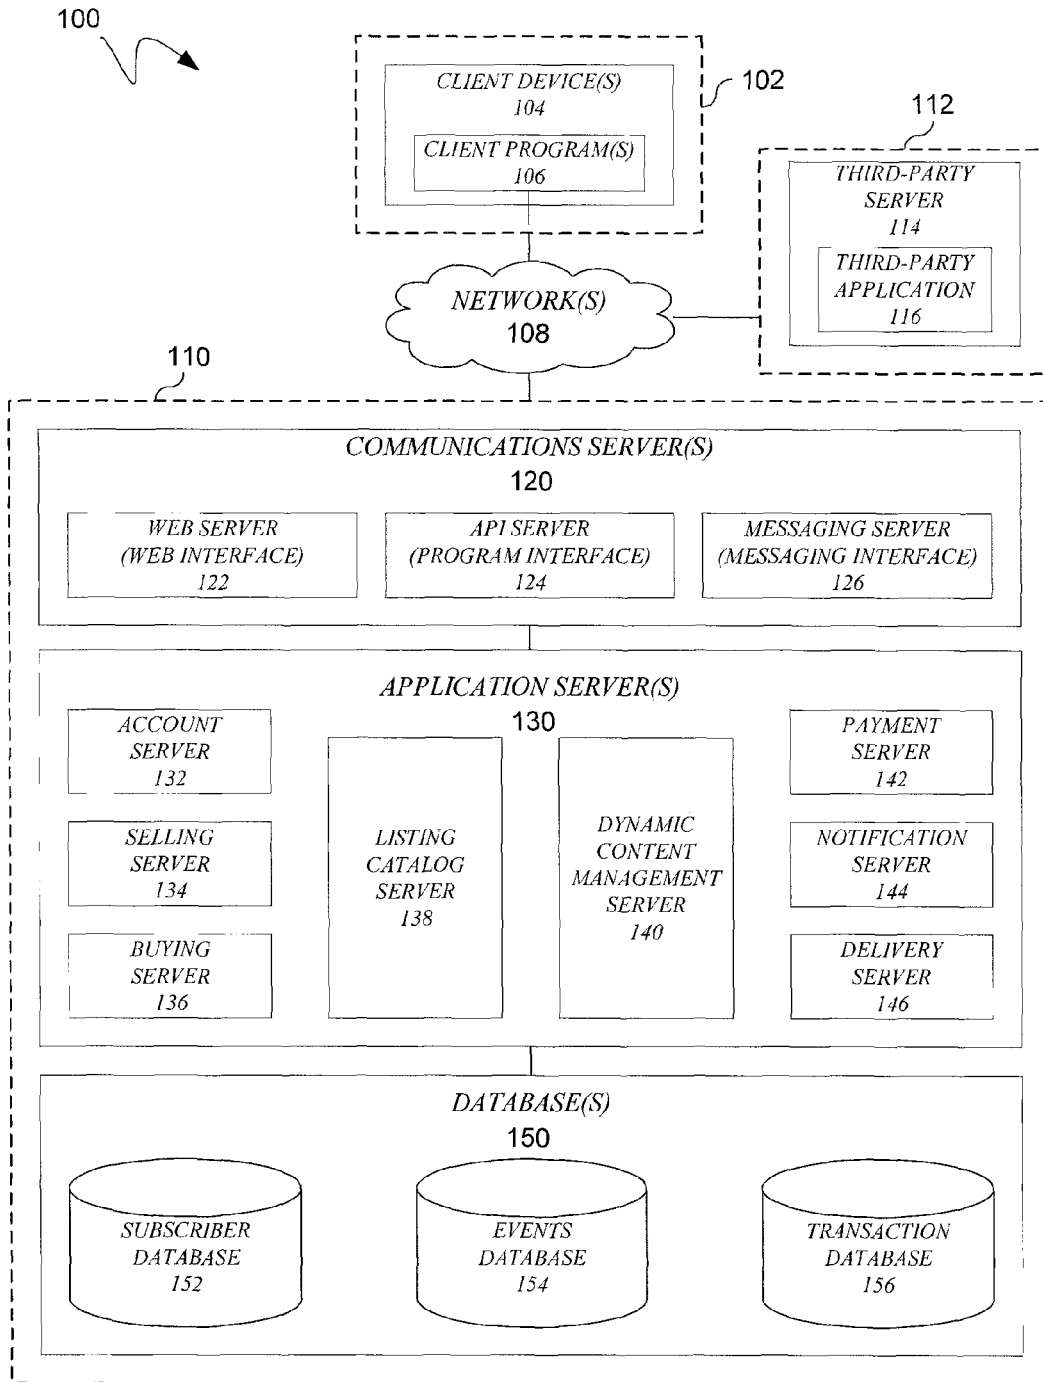 100
CLIENT DEVICE(S)
104
CLIENT PROGRAM(S)
106
102
112
THIRD-PARTY
SERVER
114
THIRD-PARTY
APPLICATION
116
NETWORK(S)
108
110
COMMUNICATIONS SERVER(S)
120
WEB SERVER
(WEB INTERFACE)
122
API SERVER
(PROGRAM INTERFACE)
124
MESSAGING SERVER
(MESSAGING INTERFACE)
126
APPLICATION SERVER(S)
130
ACCOUNT
SERVER
132
SELLING
SERVER
134
BUYING
SERVER
136
LISTING
CATALOG
SERVER
138
DYNAMIC
CONTENT
MANAGEMENT
SERVER
140
PAYMENT
SERVER
142
NOTIFICATION
SERVER
144
DELIVERY
SERVER
146
DATABASE(S)
150
SUBSCRIBER
DATABASE
152
EVENTS
DATABASE
154
TRANSACTION
DATABASE
156